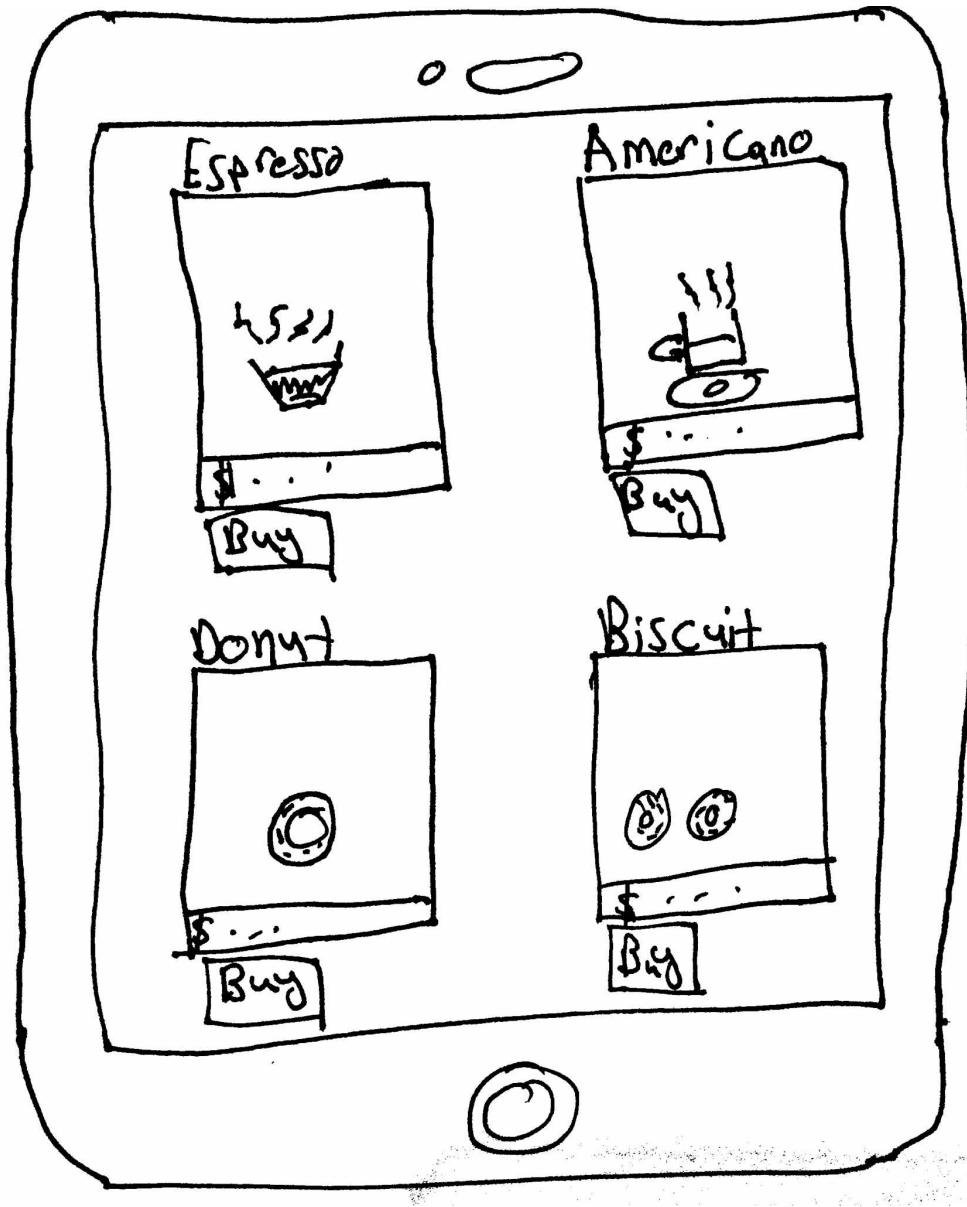 Espresso
Americano
$ . . .
$ . . .
Buy
Buy
Donut
Biscuit
$ . . .
$ . . .
Buy
Buy